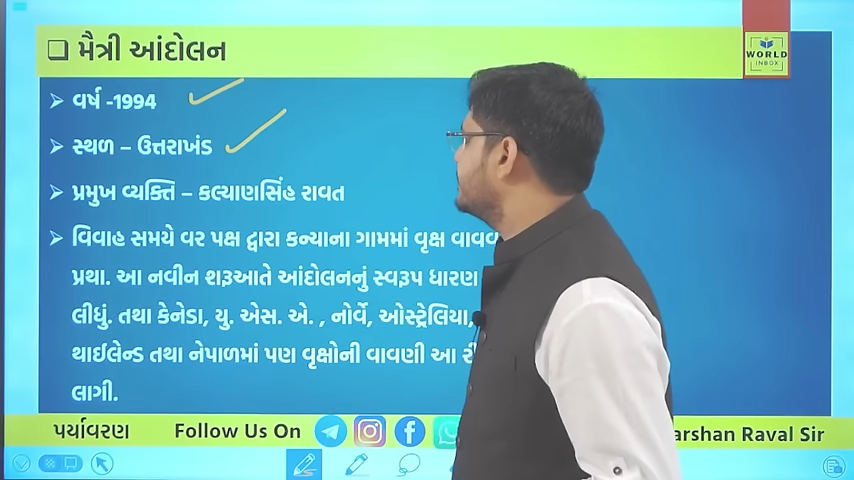 ❑ મૈત્રી આંદોલન
WORLD
INBOX
➢ વર્ષ -1994
➢ સ્થળ – ઉત્તરાખંડ
➢ પ્રમુખ વ્યક્તિ – કલ્યાણસિંહ રાવત
➢ વિવાહ સમયે વર પક્ષ દ્વારા કન્યાના ગામમાં વૃક્ષ
પ્રથા. આ નવીન શરૂઆતે આંદોલનનું સ્વરૂપ ધારણ
લીધું. તથા કેનેડા, યુ. એસ. એ. , નોર્વે, ઓસ્ટ્રેલિયા,
થાઈલેન્ડ તથા નેપાળમાં પણ વૃક્ષોની વાવણી આ
લાગી.
પર્યાવરણ Follow Us On arshan Raval Sir